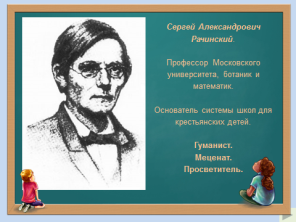 Сергей Александрович
Рачинский.
Профессор Московского
университета, ботаник и
математик.
Основатель системы школ для
крестьянских детей.
Гуманист.
Меценат.
Просветитель.